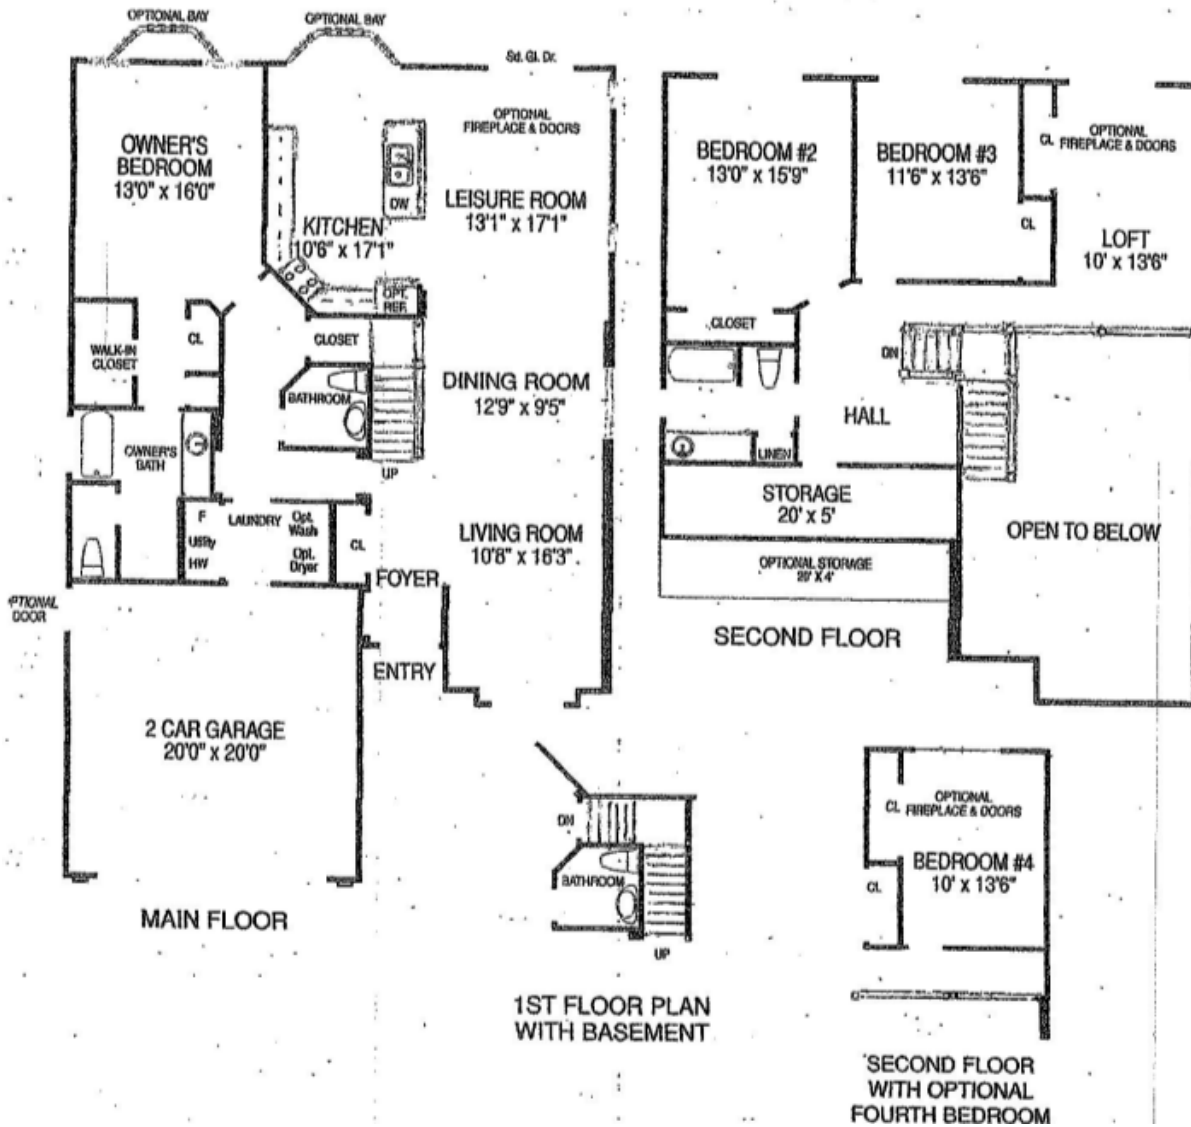 OPTIONAL BAY
OPTIONAL BAY
Sd. Gl. Dr.
OPTIONAL
FIREPLACE & DOORS
OWNER'S
BEDROOM
13'0" x 16'0"
KITCHEN
10'6" x 17'1"
DW
LEISURE ROOM
13'1" x 17'1"
OPT.
REF.
WALK-IN
CLOSET
CL
CLOSET
BATHROOM
DINING ROOM
12'9" x 9'5"
OWNER'S
BATH
UP
F
Utility
HW
LAUNDRY
Opt.
Wash
Opt.
Dryer
CL
LIVING ROOM
10'8" x 16'3"
FOYER
OPTIONAL
DOOR
ENTRY
2 CAR GARAGE
20'0" x 20'0"
MAIN FLOOR
BEDROOM #2
13'0" x 15'9"
BEDROOM #3
11'6" x 13'6"
CL
OPTIONAL
FIREPLACE & DOORS
CL
LOFT
10' x 13'6"
CLOSET
DN
HALL
LINEN
STORAGE
20' x 5'
OPTIONAL STORAGE
20' X 4'
OPEN TO BELOW
SECOND FLOOR
DN
BATHROOM
UP
1ST FLOOR PLAN
WITH BASEMENT
CL
OPTIONAL
FIREPLACE & DOORS
BEDROOM #4
10' x 13'6"
CL
SECOND FLOOR
WITH OPTIONAL
FOURTH BEDROOM